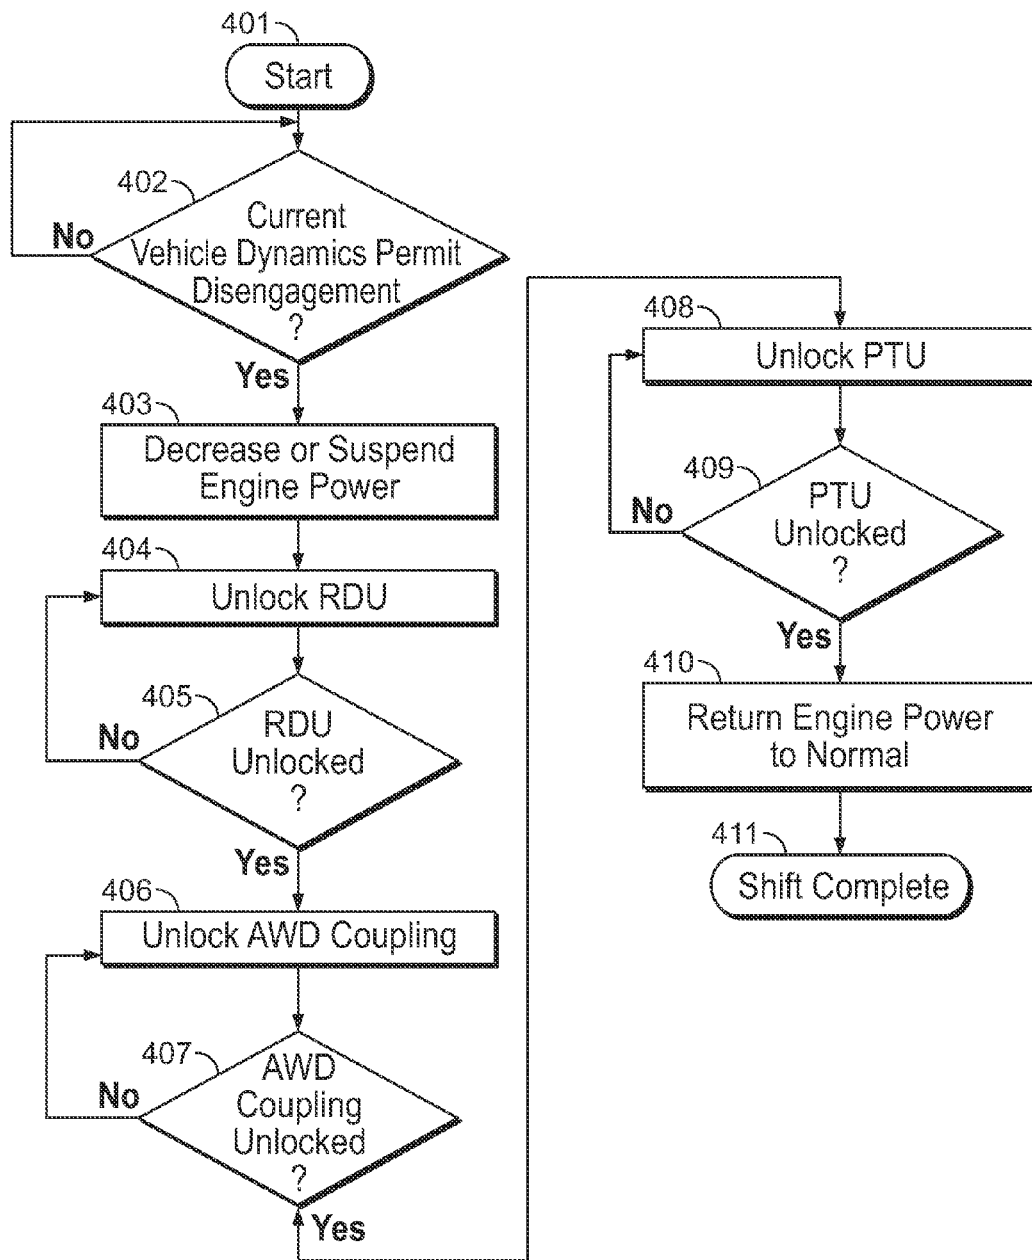 401
Start
402
Current
Vehicle Dynamics Permit
Disengagement
?
No
Yes
403
Decrease or Suspend
Engine Power
404
Unlock RDU
405
RDU
Unlocked
?
No
Yes
406
Unlock AWD Coupling
407
AWD
Coupling
Unlocked
?
No
Yes
408
Unlock PTU
409
PTU
Unlocked
?
No
Yes
410
Return Engine Power
to Normal
411
Shift Complete